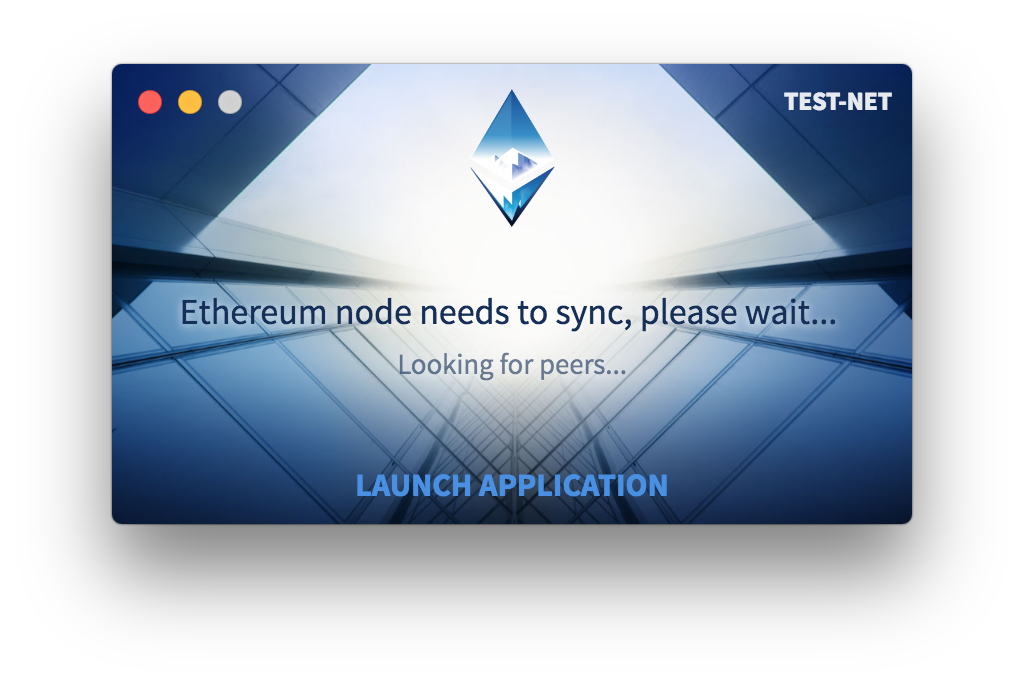 TEST-NET
Ethereum node needs to sync, please wait...
Looking for peers...
LAUNCH APPLICATION